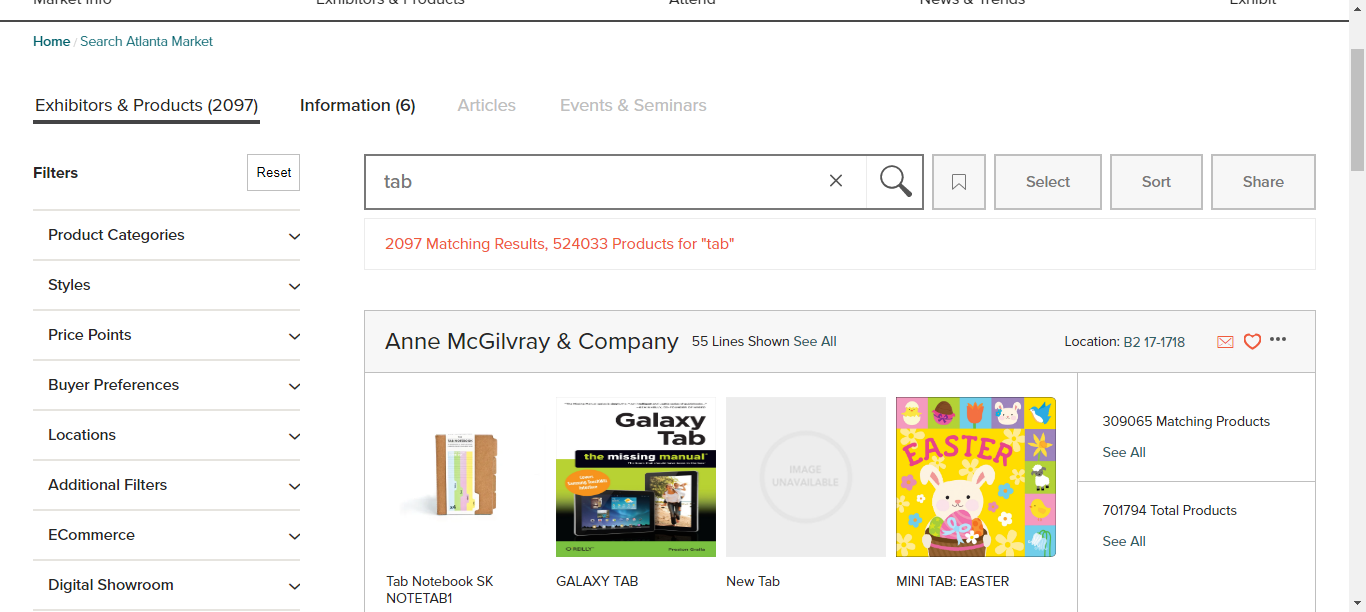 Market Info Exhibitors & Products Attend News & Trends Exhibit
Home / Search Atlanta Market
Exhibitors & Products (2097) Information (6) Articles Events & Seminars
Filters
Reset
Product Categories
Styles
Price Points
Buyer Preferences
Locations
Additional Filters
ECommerce
Digital Showroom
tab
Select
Sort
Share
2097 Matching Results, 524033 Products for "tab"
Anne McGilvray & Company 55 Lines Shown See All
Location: B2 17-1718
Galaxy
Tab
the missing manual
O'REILLY
Preston Gralla
IMAGE
UNAVAILABLE
EASTER
Tab Notebook SK
NOTETAB1
GALAXY TAB
New Tab
MINI TAB: EASTER
309065 Matching Products
See All
701794 Total Products
See All